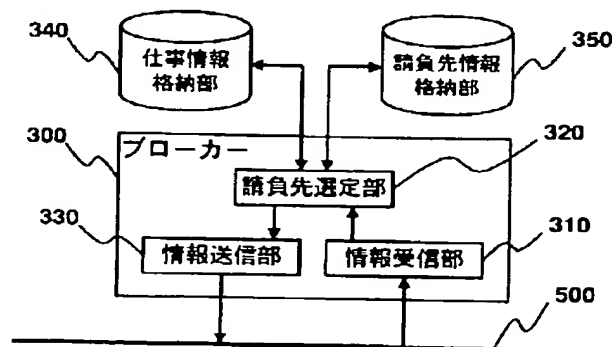 340
仕事情報
格納部
請負先情報
格納部
350
300
ブローカー
320
請負先選定部
330
310
情報送信部
情報受信部
500